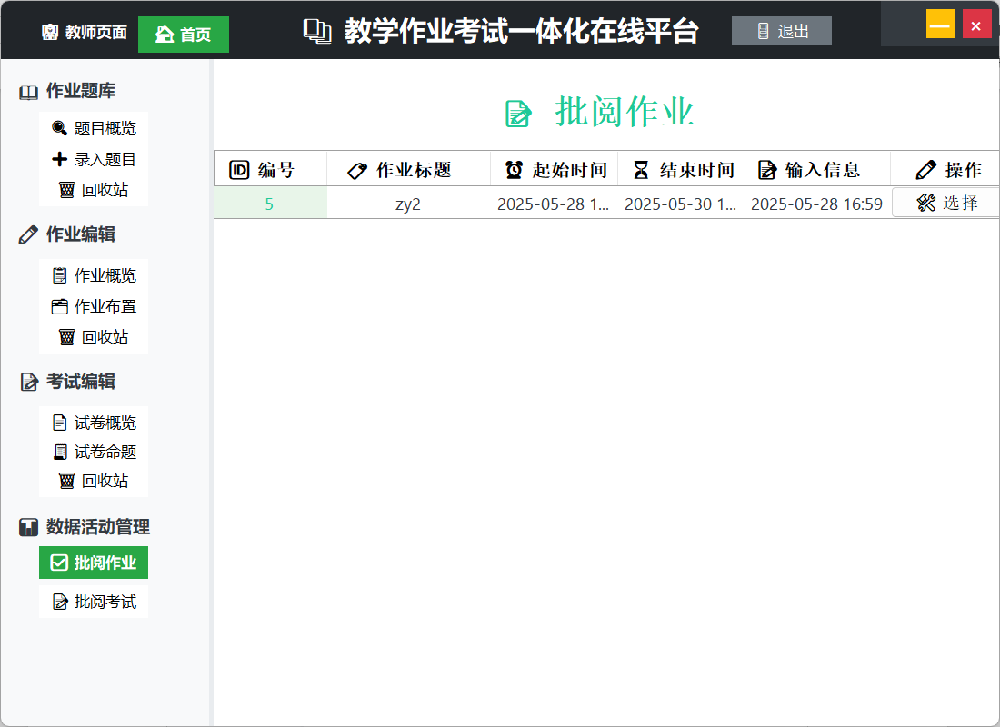 教师页面 首页 教学作业考试一体化在线平台 退出
作业题库
题目概览
录入题目
回收站
作业编辑
作业概览
作业布置
回收站
考试编辑
试卷概览
试卷命题
回收站
数据活动管理
批阅作业
批阅考试
批阅作业
ID 编号 作业标题 起始时间 结束时间 输入信息 操作
5 zy2 2025-05-28 1... 2025-05-30 1... 2025-05-28 16:59 选择